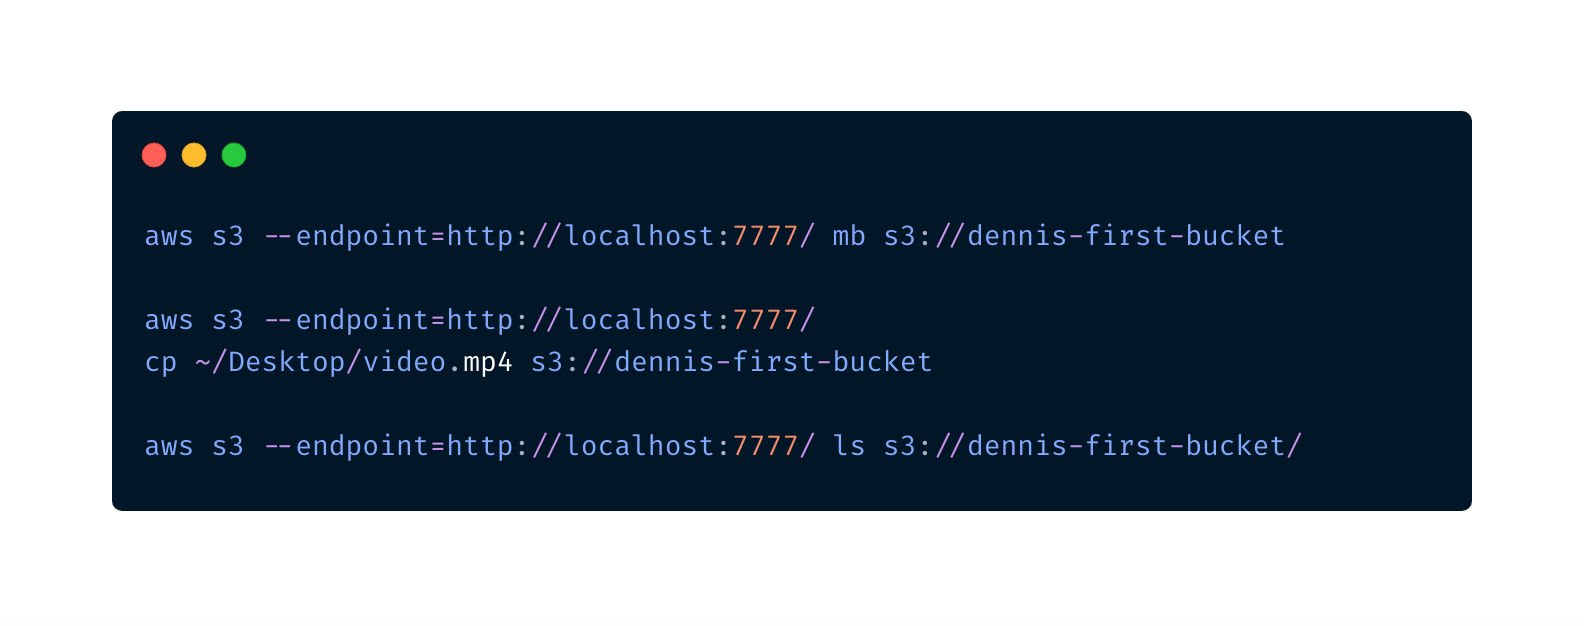 aws s3 --endpoint=http://localhost:7777/ mb s3://dennis-first-bucket
aws s3 --endpoint=http://localhost:7777/
cp ~/Desktop/video.mp4 s3://dennis-first-bucket
aws s3 --endpoint=http://localhost:7777/ ls s3://dennis-first-bucket/